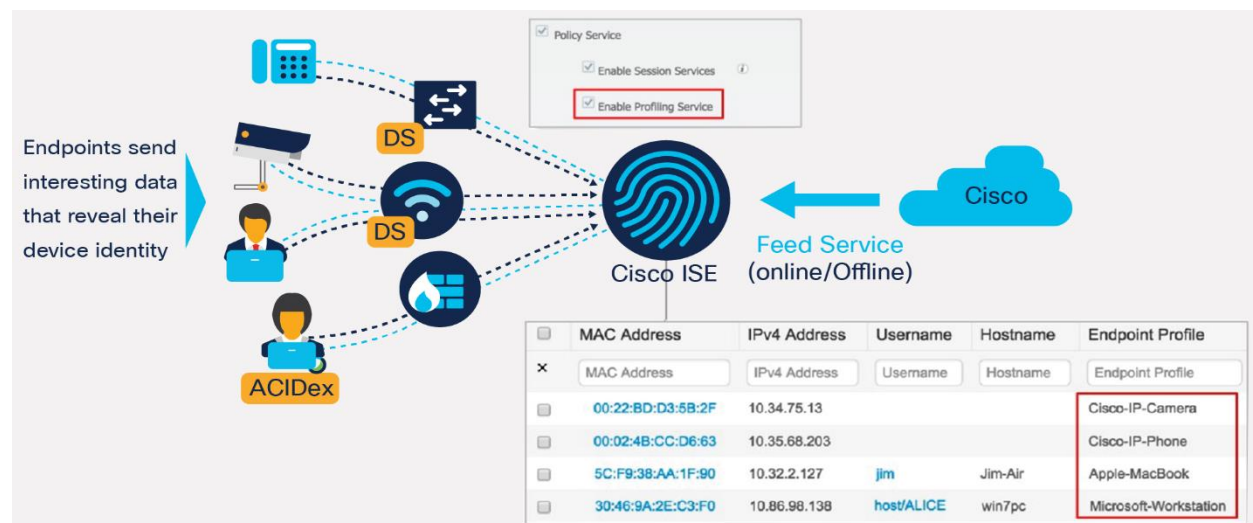 Policy Service
Enable Session Services
Enable Profiling Service
DS
Endpoints send
interesting data
that reveal their
device identity
DS
Cisco
Feed Service
(online/Offline)
Cisco ISE
ACIDex
MAC Address IPv4 Address Username Hostname Endpoint Profile
× MAC Address IPv4 Address Username Hostname Endpoint Profile
00:22:BD:D3:5B:2F 10.34.75.13 Cisco-IP-Camera
00:02:4B:CC:D6:63 10.35.68.203 Cisco-IP-Phone
5C:F9:38:AA:1F:90 10.32.2.127 jim Jim-Air Apple-MacBook
30:46:9A:2E:C3:F0 10.86.98.138 host/ALICE win7pc Microsoft-Workstation